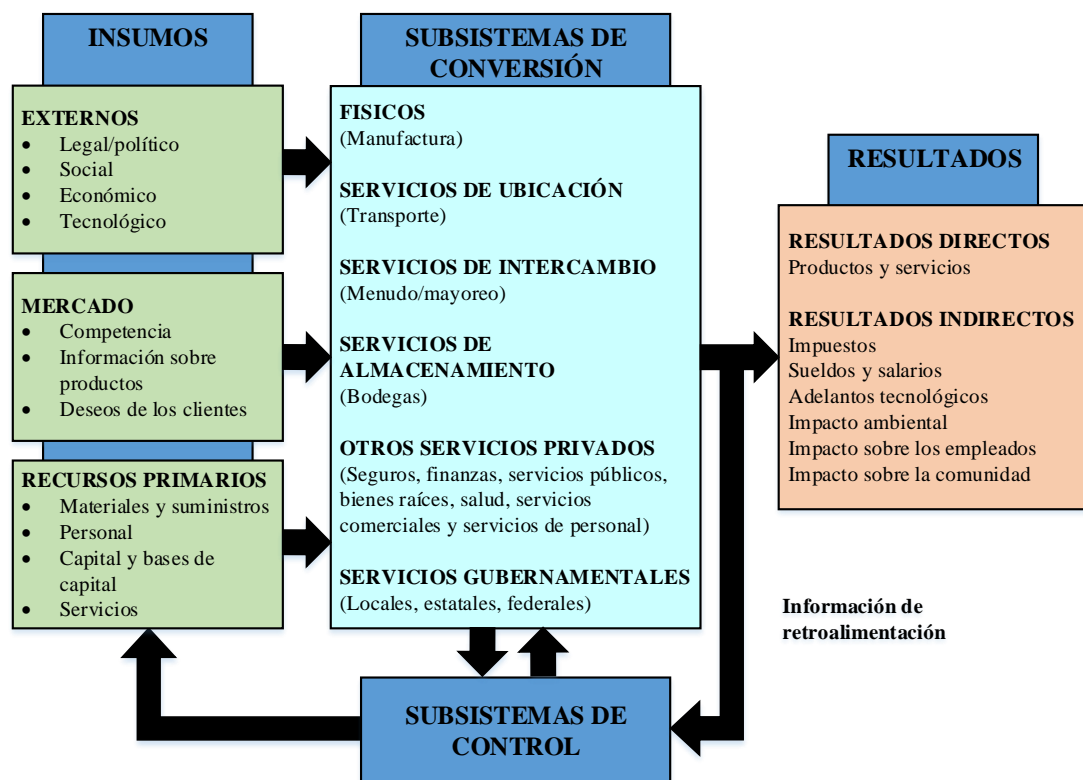 INSUMOS
EXTERNOS
• Legal/político
• Social
• Económico
• Tecnológico
MERCADO
• Competencia
• Información sobre
productos
• Deseos de los clientes
RECURSOS PRIMARIOS
• Materiales y suministros
• Personal
• Capital y bases de
capital
• Servicios
SUBSISTEMAS DE
CONVERSIÓN
FISICOS
(Manufactura)
SERVICIOS DE UBICACIÓN
(Transporte)
SERVICIOS DE INTERCAMBIO
(Menudo/mayoreo)
SERVICIOS DE
ALMACENAMIENTO
(Bodegas)
OTROS SERVICIOS PRIVADOS
(Seguros, finanzas, servicios públicos,
bienes raíces, salud, servicios
comerciales y servicios de personal)
SERVICIOS GUBERNAMENTALES
(Locales, estatales, federales)
RESULTADOS
RESULTADOS DIRECTOS
Productos y servicios
RESULTADOS INDIRECTOS
Impuestos
Sueldos y salarios
Adelantos tecnológicos
Impacto ambiental
Impacto sobre los empleados
Impacto sobre la comunidad
Información de
retroalimentación
SUBSISTEMAS DE
CONTROL